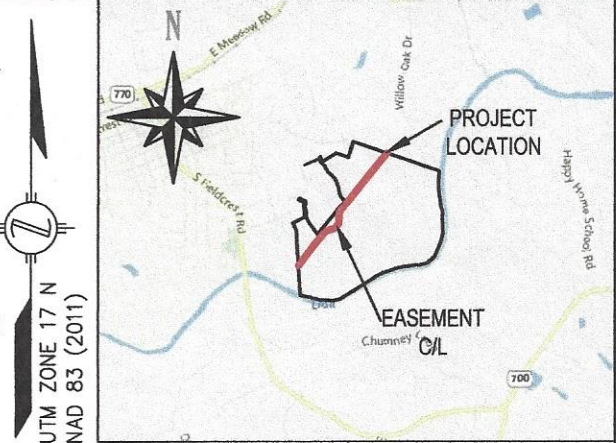 N
E Meadow Rd
Willow Oak Dr
770
PROJECT
LOCATION
S Fieldcrest Rd
Happy Home School Rd
EASEMENT
C/L
Chumney
700
UTM ZONE 17 N
NAD 83 (2011)